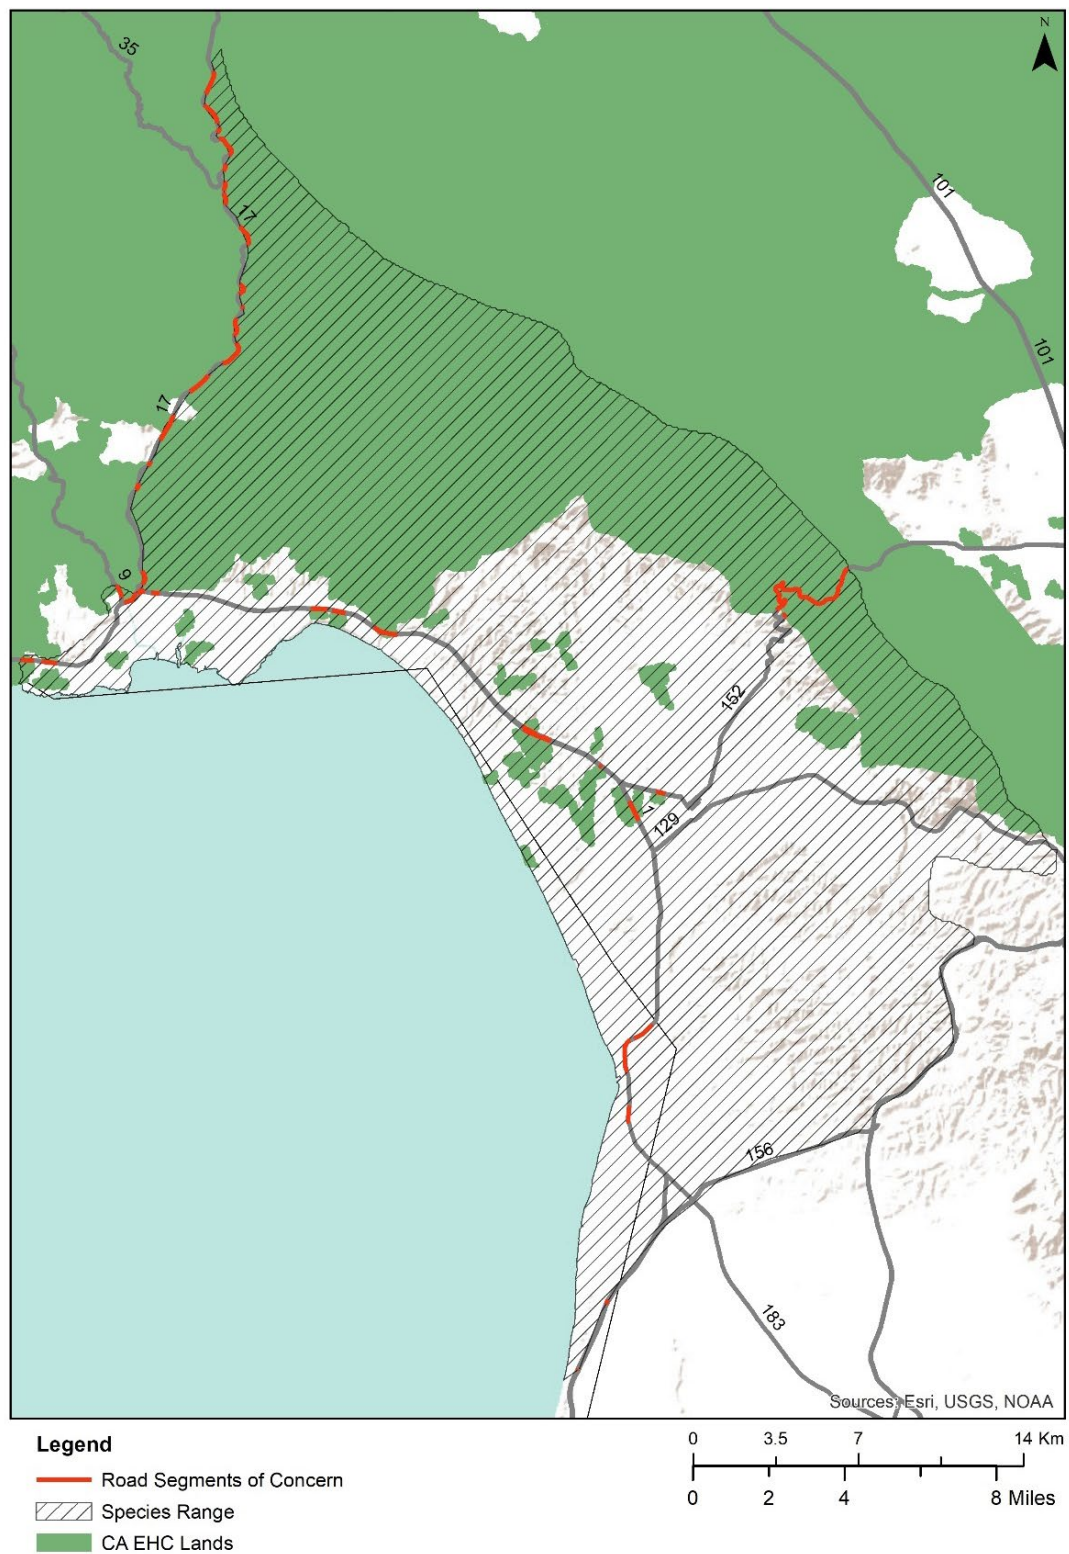 N
35
101
17
101
17
9
152
1
129
156
183
Sources: Esri, USGS, NOAA
Legend
Road Segments of Concern
Species Range
CA EHC Lands
0 3.5 7 14 Km
0 2 4 8 Miles